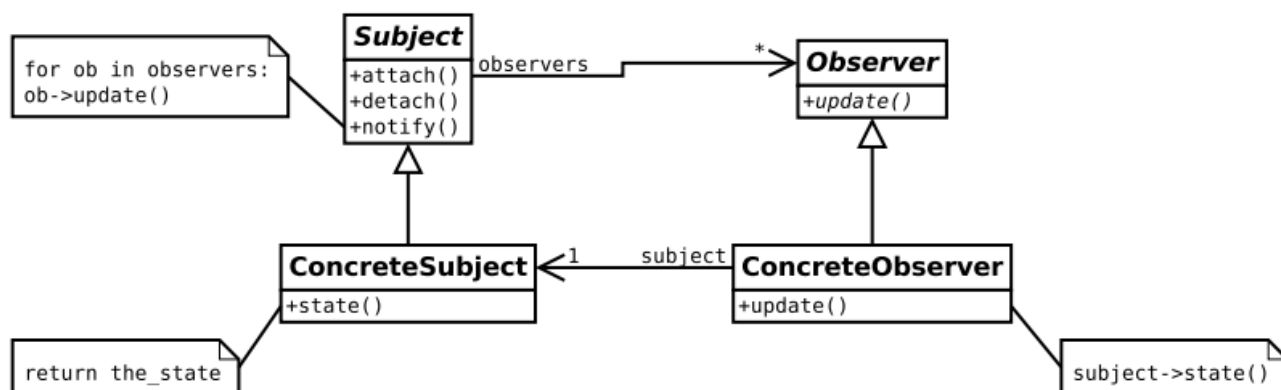 Subject
+attach()
+detach()
+notify()
for ob in observers:
ob->update()
observers
*
Observer
+update()
ConcreteSubject
+state()
1
subject
ConcreteObserver
+update()
return the_state
subject->state()